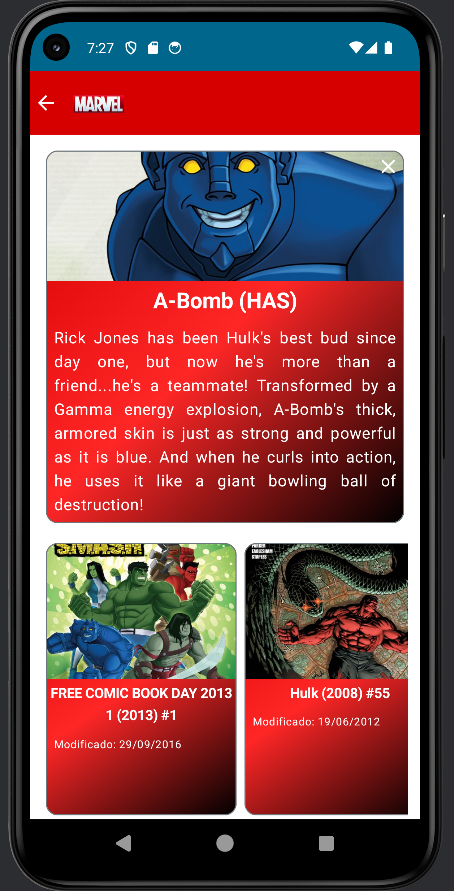 7:27
MARVEL
A-Bomb (HAS)
Rick Jones has been Hulk's best bud since
day one, but now he's more than a
friend...he's a teammate! Transformed by a
Gamma energy explosion, A-Bomb's thick,
armored skin is just as strong and powerful
as it is blue. And when he curls into action,
he uses it like a giant bowling ball of
destruction!
SMASH
PARKER
EAGLESHAM
STAPLES
FREE COMIC BOOK DAY 2013
1 (2013) #1
Modificado: 29/09/2016
Hulk (2008) #55
Modificado: 19/06/2012